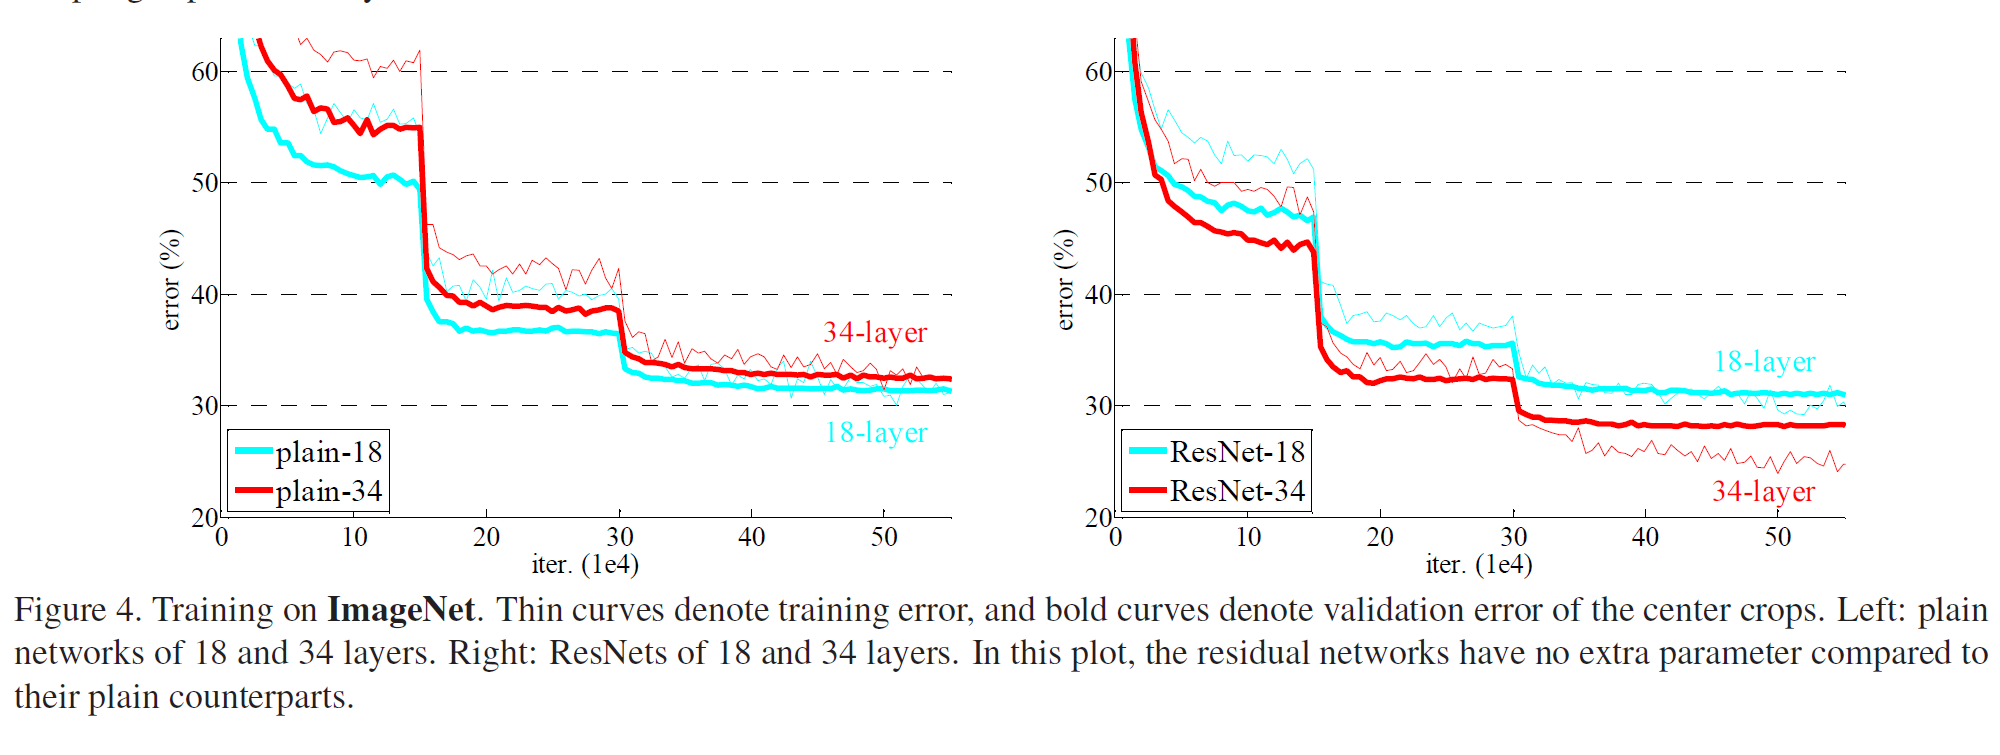 60
50
40
30
20
error (%)
34-layer
18-layer
plain-18
plain-34
0 10 20 30 40 50
iter. (1e4)
60
50
40
30
20
error (%)
18-layer
34-layer
ResNet-18
ResNet-34
0 10 20 30 40 50
iter. (1e4)
Figure 4. Training on ImageNet. Thin curves denote training error, and bold curves denote validation error of the center crops. Left: plain
networks of 18 and 34 layers. Right: ResNets of 18 and 34 layers. In this plot, the residual networks have no extra parameter compared to
their plain counterparts.